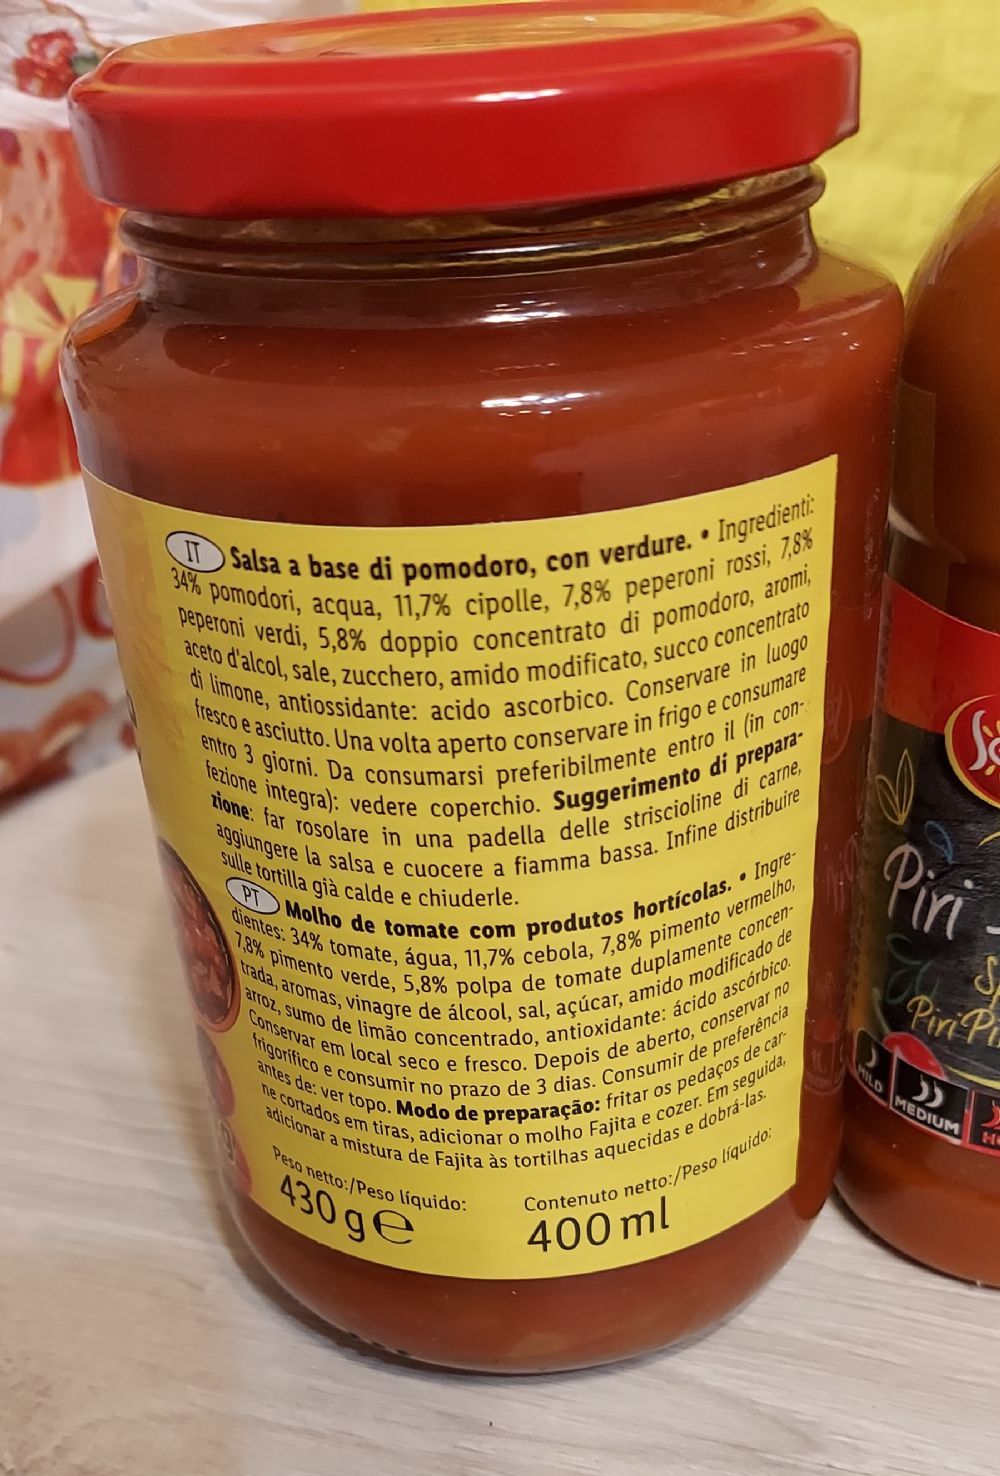 IT Salsa a base di pomodoro, con verdure. • Ingredienti:
34% pomodori, acqua, 11,7% cipolle, 7,8% peperoni rossi, 7,8%
peperoni verdi, 5,8% doppio concentrato di pomodoro, aromi,
aceto d'alcol, sale, zucchero, amido modificato, succo concentrato
di limone, antiossidante: acido ascorbico. Conservare in luogo
fresco e asciutto. Una volta aperto conservare in frigo e consumare
entro 3 giorni. Da consumarsi preferibilmente entro il (in con-
fezione integra): vedere coperchio. Suggerimento di prepara-
zione: far rosolare in una padella delle striscioline di carne,
aggiungere la salsa e cuocere a fiamma bassa. Infine distribuire
sulle tortilla già calde e chiuderle.
PT Molho de tomate com produtos hortícolas. • Ingre-
dientes: 34% tomate, água, 11,7% cebola, 7,8% pimento vermelho,
7,8% pimento verde, 5,8% polpa de tomate duplamente concen-
trada, aromas, vinagre de álcool, sal, açúcar, amido modificado de
arroz, sumo de limão concentrado, antioxidante: ácido ascórbico.
Conservar em local seco e fresco. Depois de aberto, conservar no
frigorífico e consumir no prazo de 3 dias. Consumir de preferência
antes de: ver topo. Modo de preparação: fritar os pedaços de car-
ne cortados em tiras, adicionar o molho Fajita e cozer. Em seguida,
adicionar a mistura de Fajita às tortilhas aquecidas e dobrá-las.
Peso netto:/Peso líquido:
430 g e
Contenuto netto:/Peso líquido:
400 ml
Piri
Piri
MILD
MEDIUM